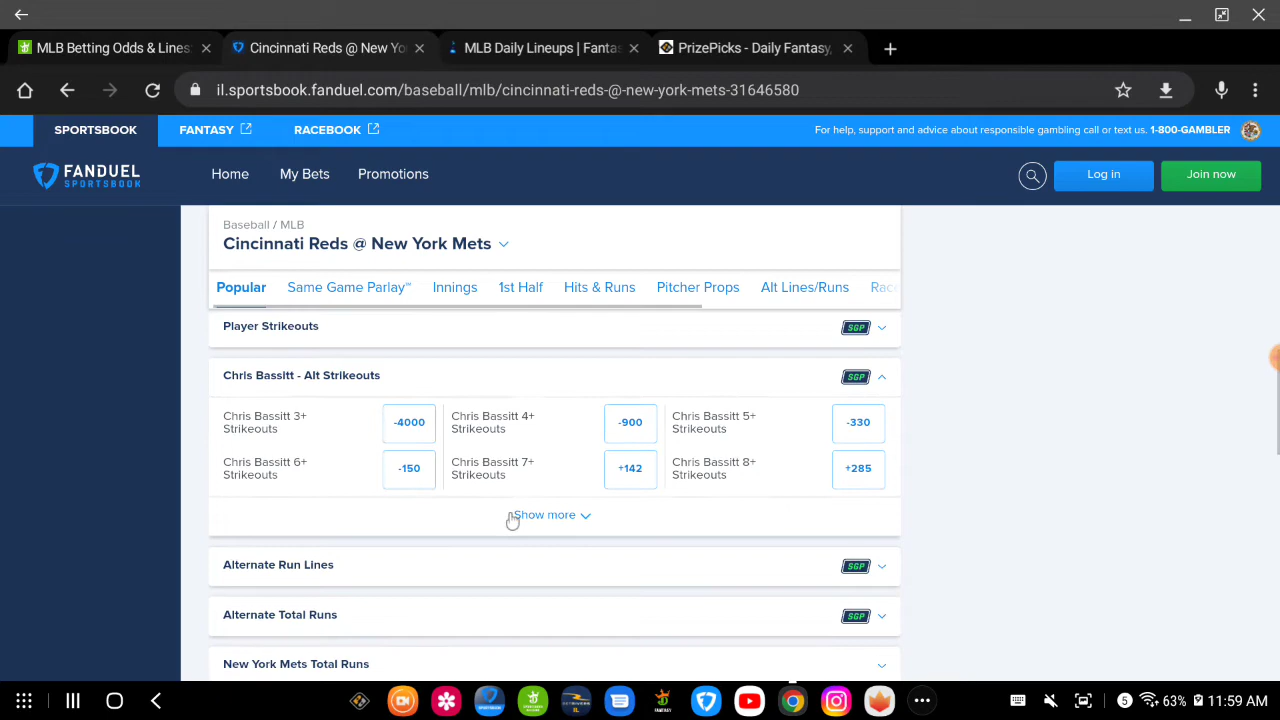 MLB Betting Odds & Lines
Cincinnati Reds @ New Yo
MLB Daily Lineups | Fantas
PrizePicks - Daily Fantasy,
il.sportsbook.fanduel.com/baseball/mlb/cincinnati-reds-@-new-york-mets-31646580
SPORTSBOOK FANTASY RACEBOOK For help, support and advice about responsible gambling call or text us. 1-800-GAMBLER
FANDUEL
SPORTSBOOK
Home My Bets Promotions Log in Join now
Baseball / MLB
Cincinnati Reds @ New York Mets
Popular Same Game Parlay™ Innings 1st Half Hits & Runs Pitcher Props Alt Lines/Runs Rac
Player Strikeouts SGP
Chris Bassitt - Alt Strikeouts SGP
Chris Bassitt 3+ Strikeouts -4000
Chris Bassitt 4+ Strikeouts -900
Chris Bassitt 5+ Strikeouts -330
Chris Bassitt 6+ Strikeouts -150
Chris Bassitt 7+ Strikeouts +142
Chris Bassitt 8+ Strikeouts +285
Show more
Alternate Run Lines SGP
Alternate Total Runs SGP
New York Mets Total Runs
5 63% 11:59 AM